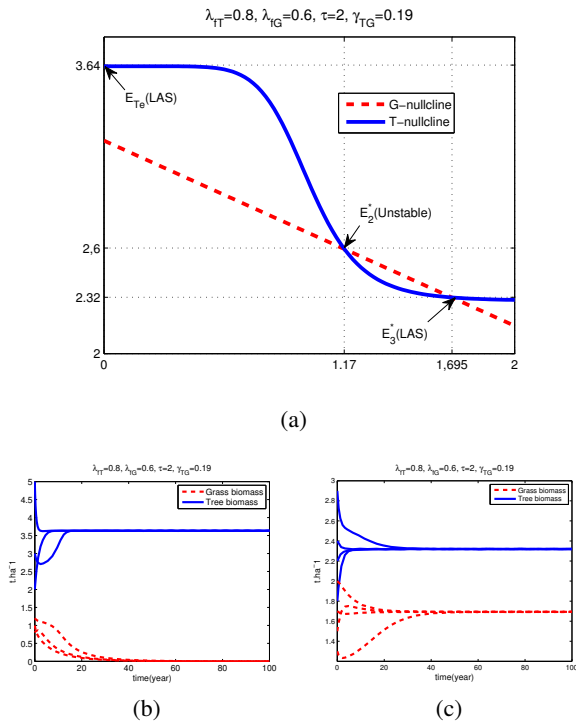 λfT=0.8, λfG=0.6, τ=2, γTG=0.19
3.64
ETe(LAS)
G−nullcline
T−nullcline
E2*(Unstable)
2,6
2.32
E3*(LAS)
2
0
1.17
1,695
2
(a)
λfT=0.8, λfG=0.6, τ=2, γTG=0.19
5
4.5
4
3.5
3
2.5
2
1.5
1
0.5
0
t.ha⁻1
Grass biomass
Tree biomass
0
20
40
60
80
100
time(year)
(b)
λfT=0.8, λfG=0.6, τ=2, γTG=0.19
3
2.8
2.6
2.4
2.2
2
1.8
1.6
1.4
1.2
t.ha⁻1
Grass biomass
Tree biomass
0
20
40
60
80
100
time(year)
(c)